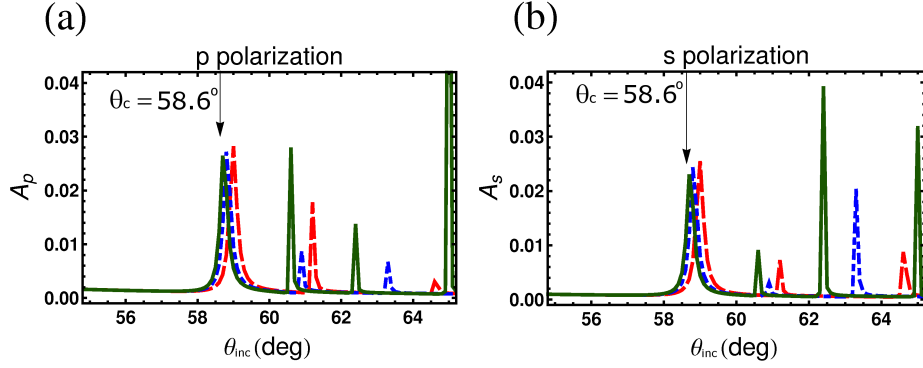 (a)
p polarization
θc = 58.6°
Ap
0.04
0.03
0.02
0.01
0.00
56
58
60
62
64
θinc (deg)
(b)
s polarization
θc = 58.6°
As
0.04
0.03
0.02
0.01
0.00
56
58
60
62
64
θinc (deg)